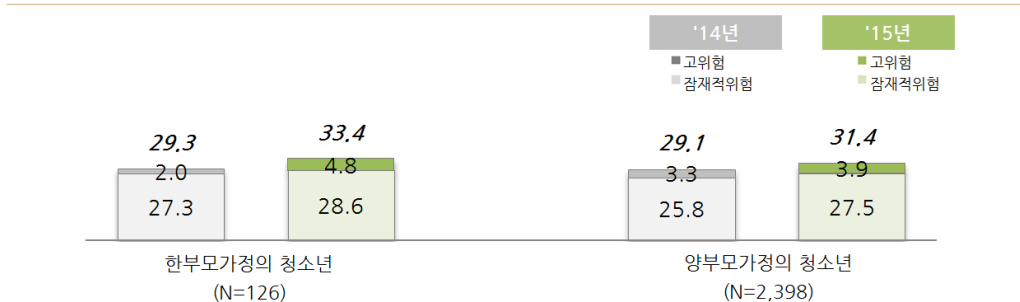 '14년 '15년
고위험 고위험
잠재적위험 잠재적위험
29.3 33.4 29.1 31.4
2.0 4.8 3.3 3.9
27.3 28.6 25.8 27.5
한부모가정의 청소년 양부모가정의 청소년
(N=126) (N=2,398)